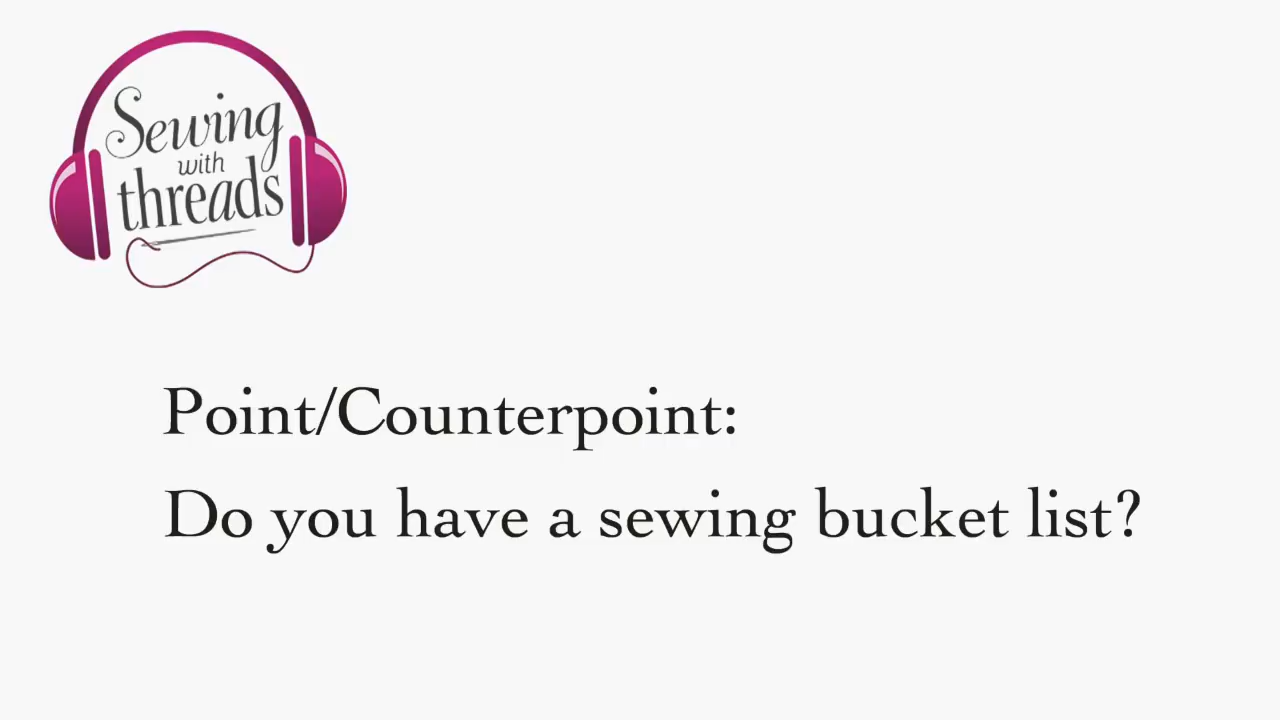 Sewing
with
threads
Point/Counterpoint:
Do you have a sewing bucket list?